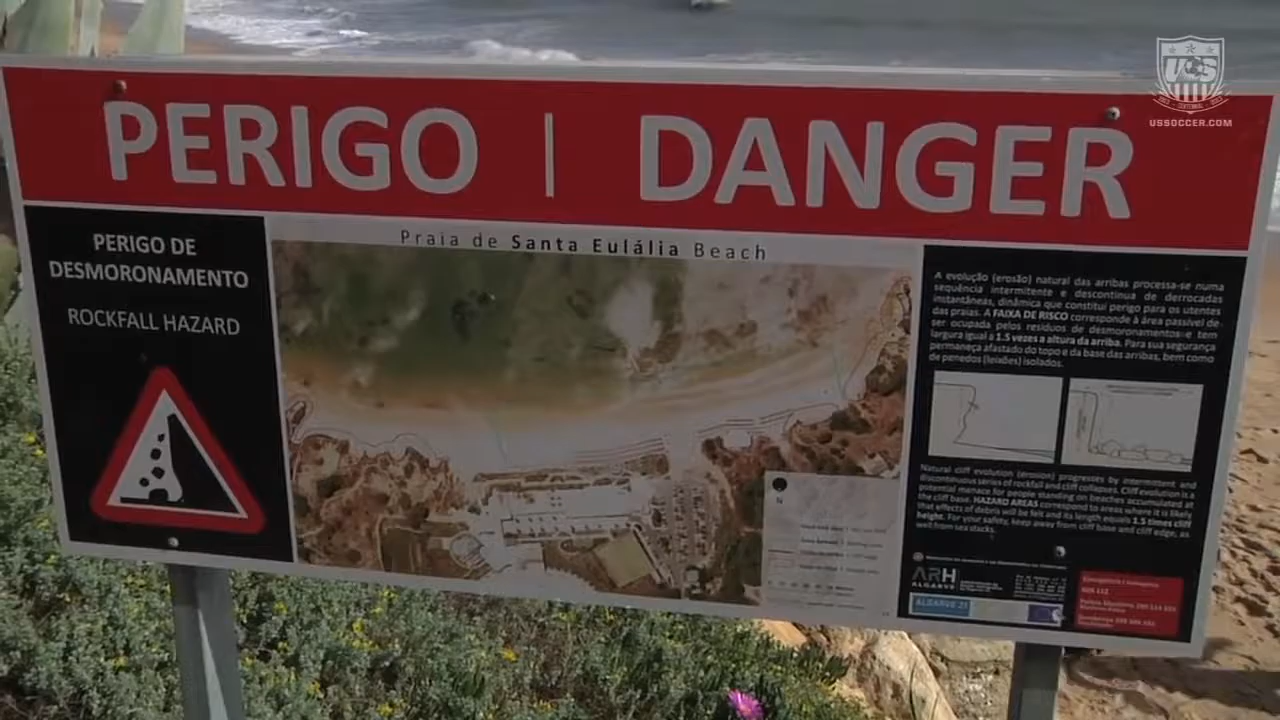 USSOCCER.COM
PERIGO | DANGER
PERIGO DE
DESMORONAMENTO
ROCKFALL HAZARD
Praia de Santa Eulália Beach
N
A evolução (erosão) natural das arribas processa-se numa
sequência intermitente e descontínua de derrocadas
instantâneas, dinâmica que constitui perigo para os utentes
das praias. A FAIXA DE RISCO corresponde à área passível de
ser ocupada pelos resíduos de desmoronamentos e tem
largura igual a 1.5 vezes a altura da arriba. Para sua segurança
permaneça afastado do topo e da base das arribas, bem como
de penedos (leixões) isolados.
Natural cliff evolution (erosion) progresses by intermittent and
discontinuous series of rockfall and cliff collapses. Cliff evolution is a
potential menace for people standing on beaches accumulated at
the cliff base. HAZARD AREAS correspond to areas where it is likely
that effects of debris will be felt and its length equals 1.5 times cliff
height. For your safety, keep away from cliff base and cliff edge, as
well from sea stacks.
ARH
ALGARVE
ALGARVE 21